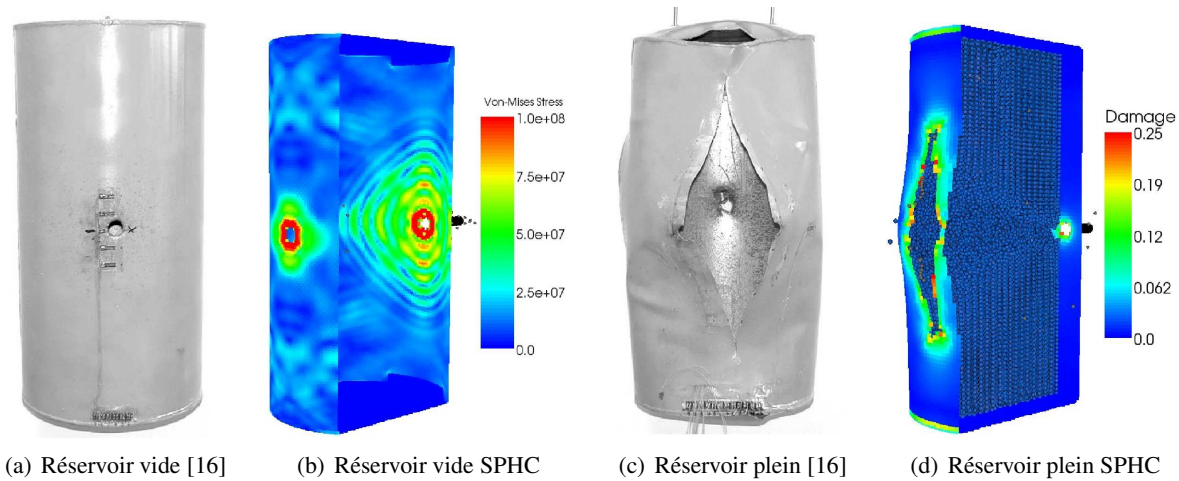 Von-Mises Stress
1.0e+08
7.5e+07
5.0e+07
2.5e+07
0.0
Damage
0.25
0.19
0.12
0.062
0.0
(a) Réservoir vide [16]
(b) Réservoir vide SPHC
(c) Réservoir plein [16]
(d) Réservoir plein SPHC